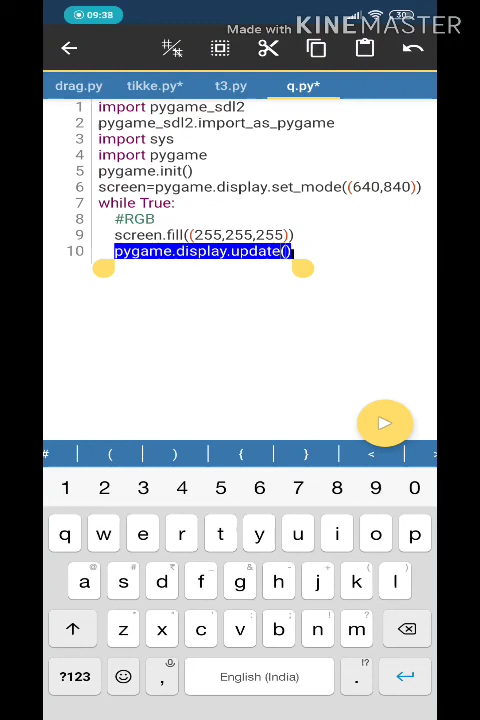 09:38
30
Made with KINEMASTER
drag.py
tikke.py*
t3.py
q.py*
1 import pygame_sdl2
2 pygame_sdl2.import_as_pygame
3 import sys
4 import pygame
5 pygame.init()
6 screen=pygame.display.set_mode((640,840))
7 while True:
8 #RGB
9 screen.fill((255,255,255))
10 pygame.display.update()
# ( ) { } < >
1 2 3 4 5 6 7 8 9 0
q w e r t y u i o p
@ # ₹ _ & - + ( )
a s d f g h j k l
* " ' : ; ! ?
z x c v b n m
?123 , English (India) . !?